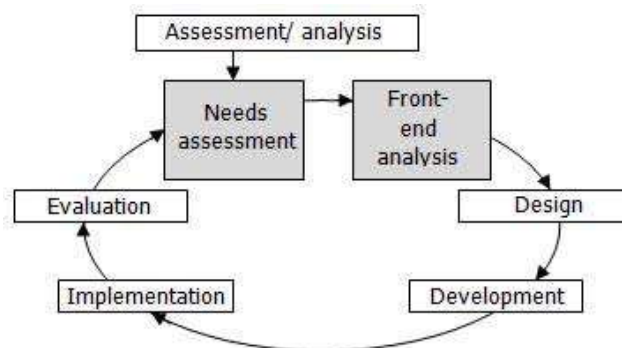 Assessment/ analysis
Needs
assessment
Front-
end
analysis
Evaluation
Design
Implementation
Development